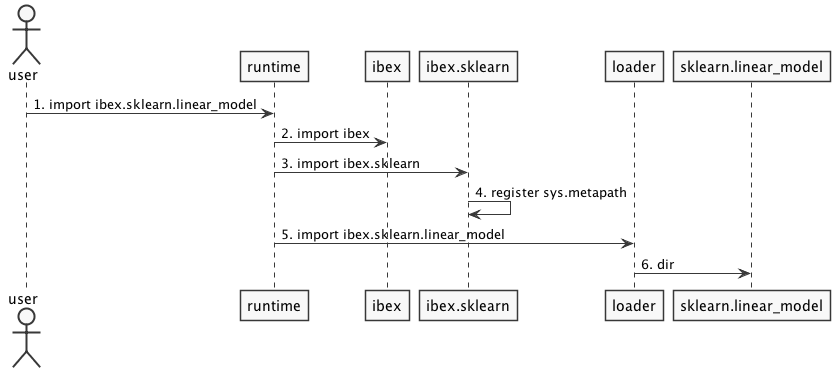 user
runtime
ibex
ibex.sklearn
loader
sklearn.linear_model
1. import ibex.sklearn.linear_model
2. import ibex
3. import ibex.sklearn
4. register sys.metapath
5. import ibex.sklearn.linear_model
6. dir
user
runtime
ibex
ibex.sklearn
loader
sklearn.linear_model